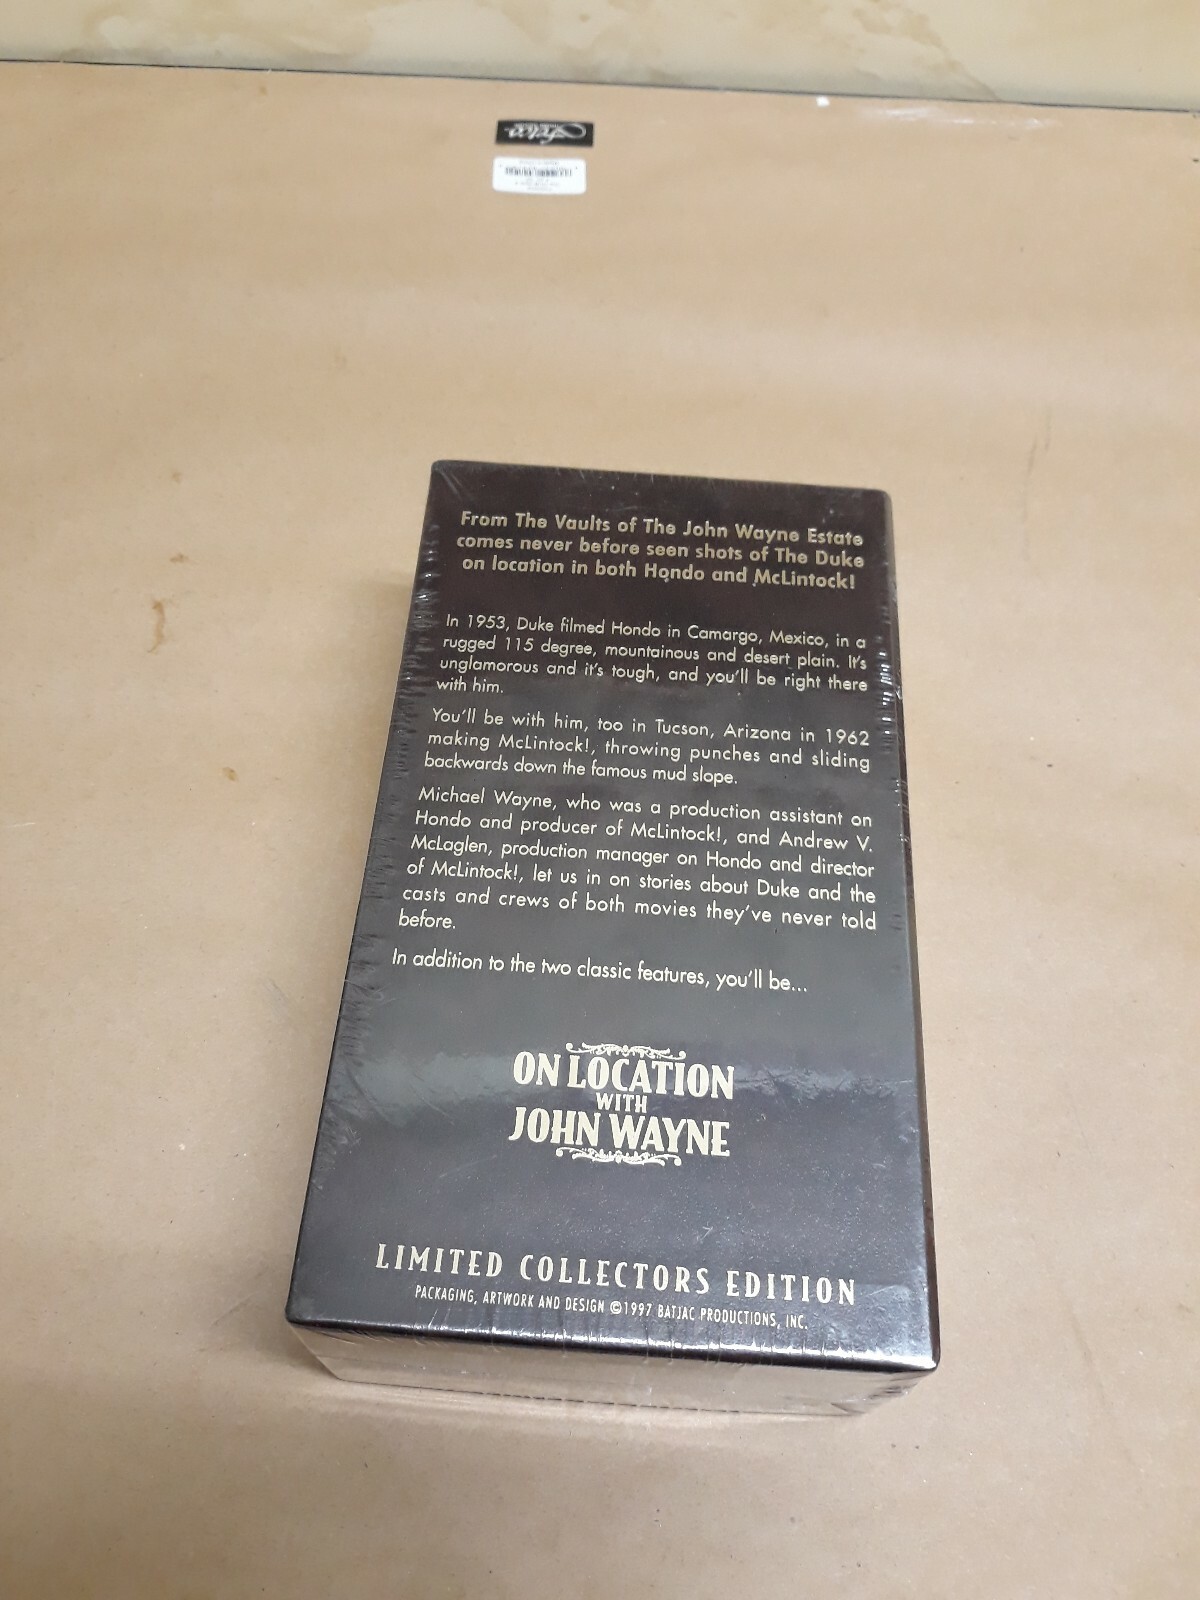 From The Vaults of The John Wayne Estate
comes never before seen shots of The Duke
on location in both Hondo and McLintock!
In 1953, Duke filmed Hondo in Camargo, Mexico, in a
rugged 115 degree, mountainous and desert plain. It's
unglamorous and it's tough, and you'll be right there
with him.
You'll be with him, too in Tucson, Arizona in 1962
making McLintock!, throwing punches and sliding
backwards down the famous mud slope.
Michael Wayne, who was a production assistant on
Hondo and producer of McLintock!, and Andrew V.
McLaglen, production manager on Hondo and director
of McLintock!, let us in on stories about Duke and the
casts and crews of both movies they've never told
before.
In addition to the two classic features, you'll be...
ON LOCATION
WITH
JOHN WAYNE
LIMITED COLLECTORS EDITION
PACKAGING, ARTWORK AND DESIGN ©1997 BATJAC PRODUCTIONS, INC.